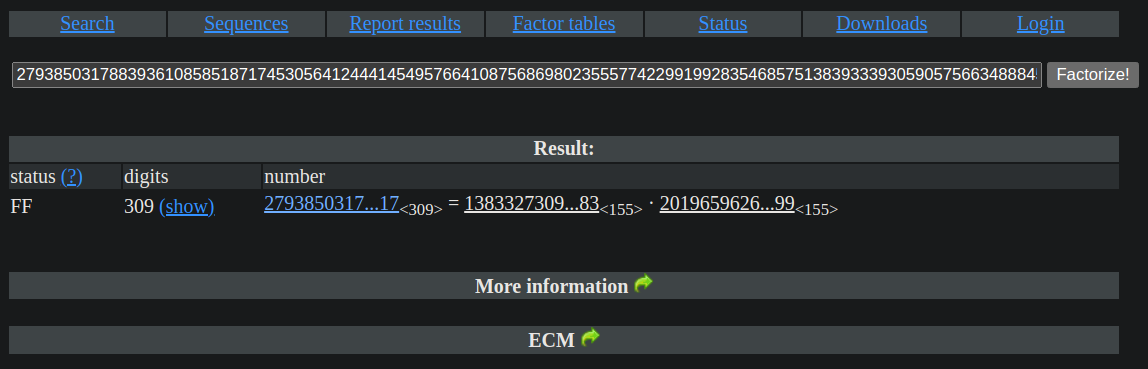 Search Sequences Report results Factor tables Status Downloads Login
2793850317883936108585187174530564124441454957664108756869802355577422991992835468575138393339305905756634888 Factorize!
Result:
status (?) digits number
FF 309 (show) 2793850317...17<309> = 1383327309...83<155> · 2019659626...99<155>
More information
ECM